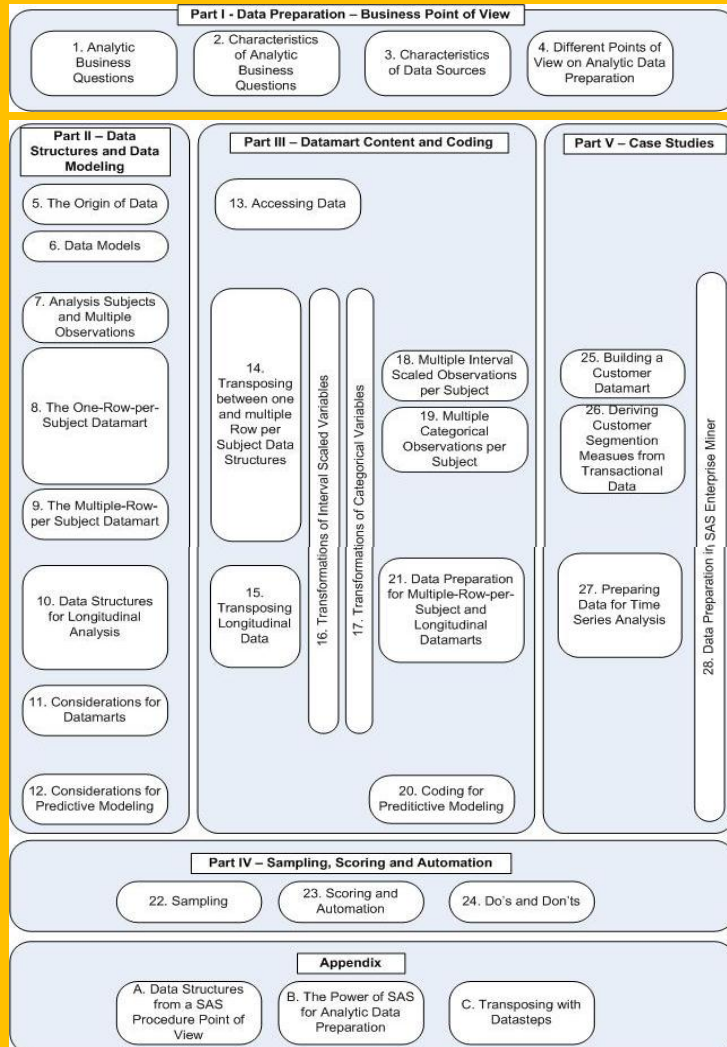 Part I - Data Preparation – Business Point of View
1. Analytic
Business
Questions
2. Characteristics
of Analytic
Business
Questions
3. Characteristics
of Data Sources
4. Different Points of
View on Analytic Data
Preparation
Part II – Data
Structures and Data
Modeling
5. The Origin of Data
6. Data Models
7. Analysis Subjects
and Multiple
Observations
8. The One-Row-per-
Subject Datamart
9. The Multiple-Row-
per Subject Datamart
10. Data Structures
for Longitudinal
Analysis
11. Considerations for
Datamarts
12. Considerations for
Predictive Modeling
Part III – Datamart Content and Coding
13. Accessing Data
14.
Transposing
between one
and multiple
Row per
Subject Data
Structures
15.
Transposing
Longitudinal
Data
16. Transformations of Interval Scaled Variables
17. Transformations of Categorical Variables
18. Multiple Interval
Scaled Observations
per Subject
19. Multiple
Categorical
Observations per
Subject
21. Data Preparation
for Multiple-Row-per-
Subject and
Longitudinal
Datamarts
20. Coding for
Preditictive Modeling
Part V – Case Studies
25. Building a
Customer
Datamart
26. Deriving
Customer
Segmention
Measues from
Transactional
Data
27. Preparing
Data for Time
Series Analysis
28. Data Preparation in SAS Enterprise Miner
Part IV – Sampling, Scoring and Automation
22. Sampling
23. Scoring and
Automation
24. Do's and Don'ts
Appendix
A. Data Structures
from a SAS
Procedure Point of
View
B. The Power of SAS
for Analytic Data
Preparation
C. Transposing with
Datasteps